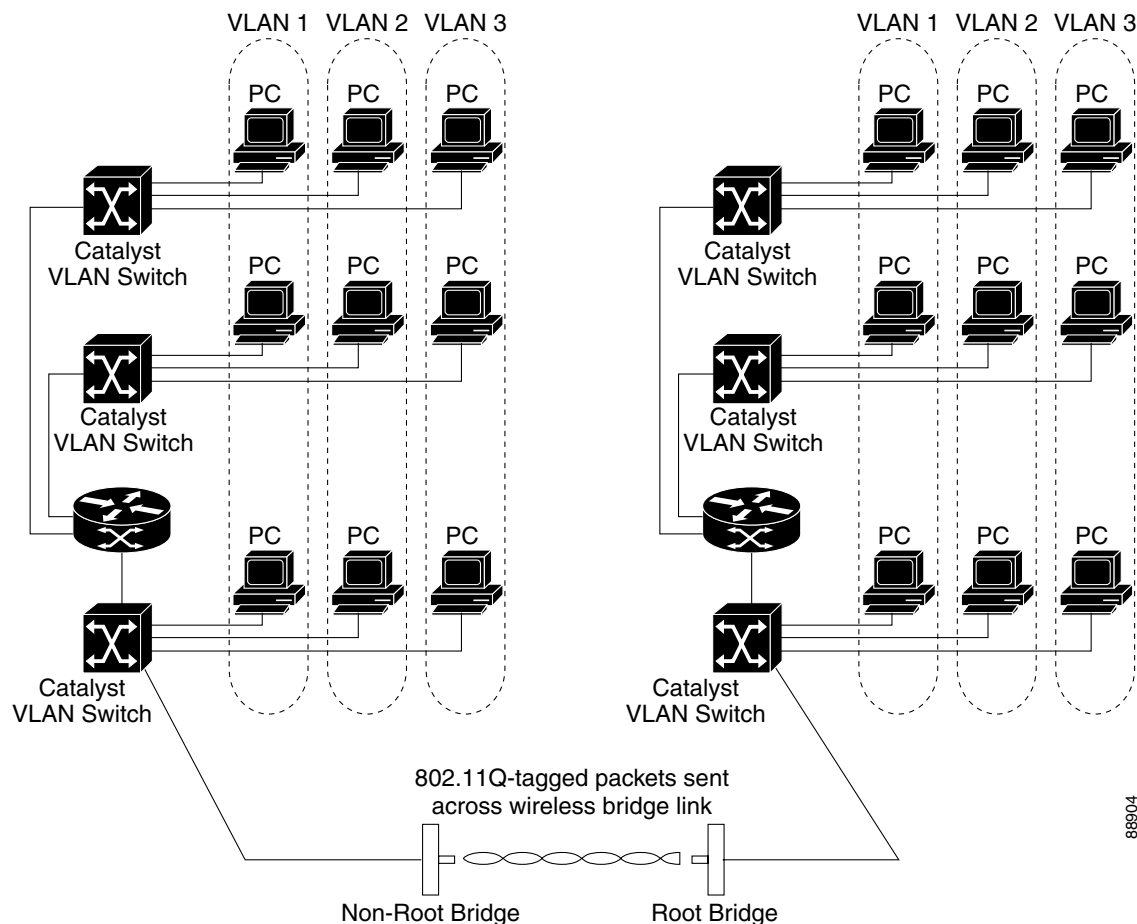 VLAN 1 VLAN 2 VLAN 3 VLAN 1 VLAN 2 VLAN 3
PC PC PC PC PC PC
Catalyst
VLAN Switch
Catalyst
VLAN Switch
PC PC PC PC PC PC
Catalyst
VLAN Switch
Catalyst
VLAN Switch
PC PC PC PC PC PC
Catalyst
VLAN Switch
Catalyst
VLAN Switch
802.11Q-tagged packets sent
across wireless bridge link
88904
Non-Root Bridge Root Bridge